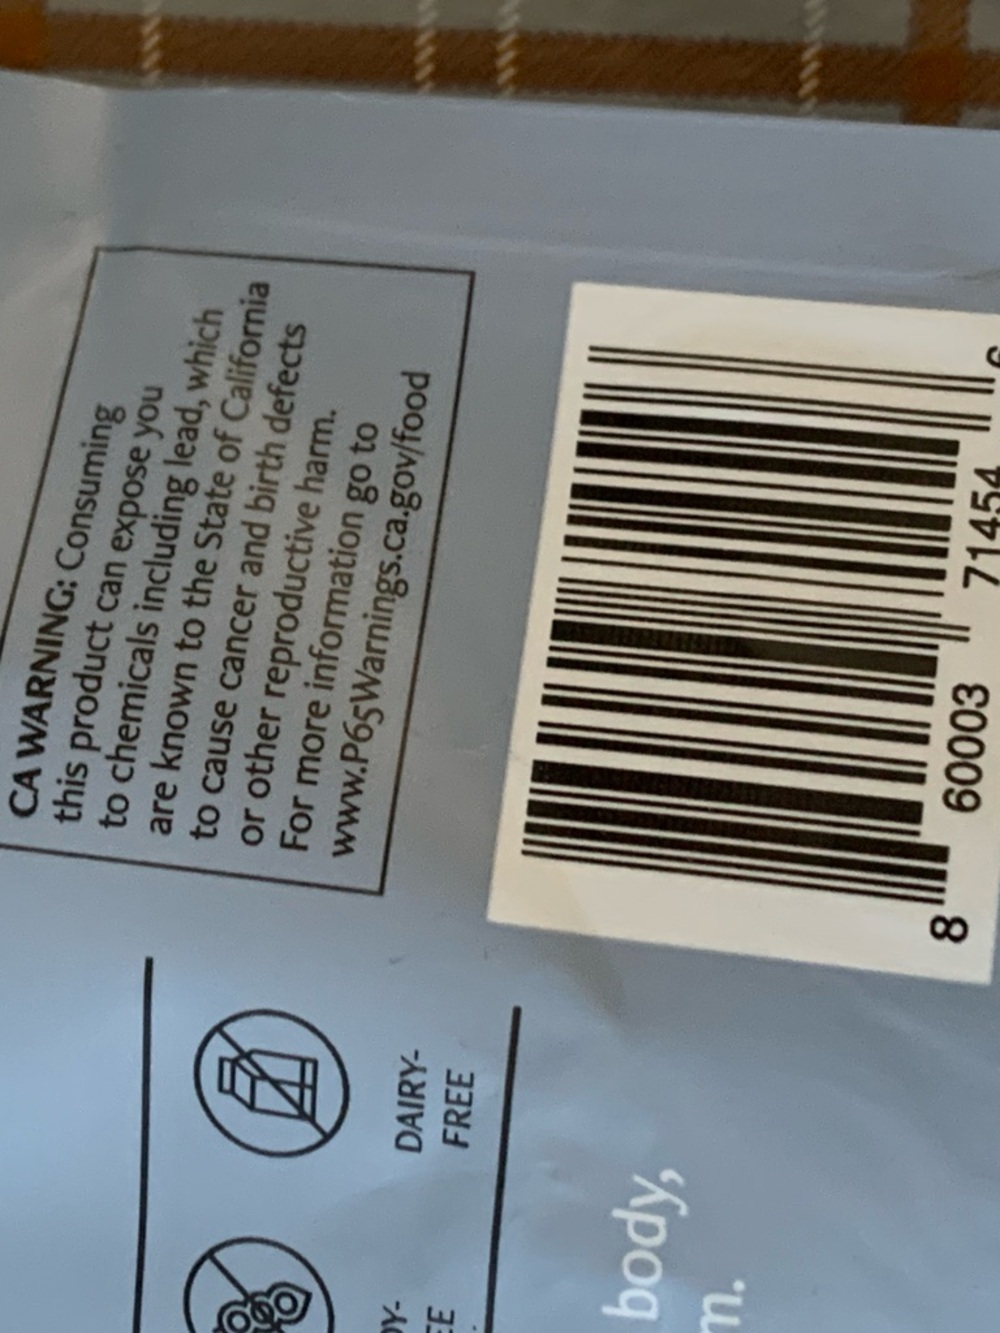 CA WARNING: Consuming
this product can expose you
to chemicals including lead, which
are known to the State of California
to cause cancer and birth defects
or other reproductive harm.
For more information go to
www.P65Warnings.ca.gov/food
DAIRY-
FREE
8 60003 71454
body,
m.